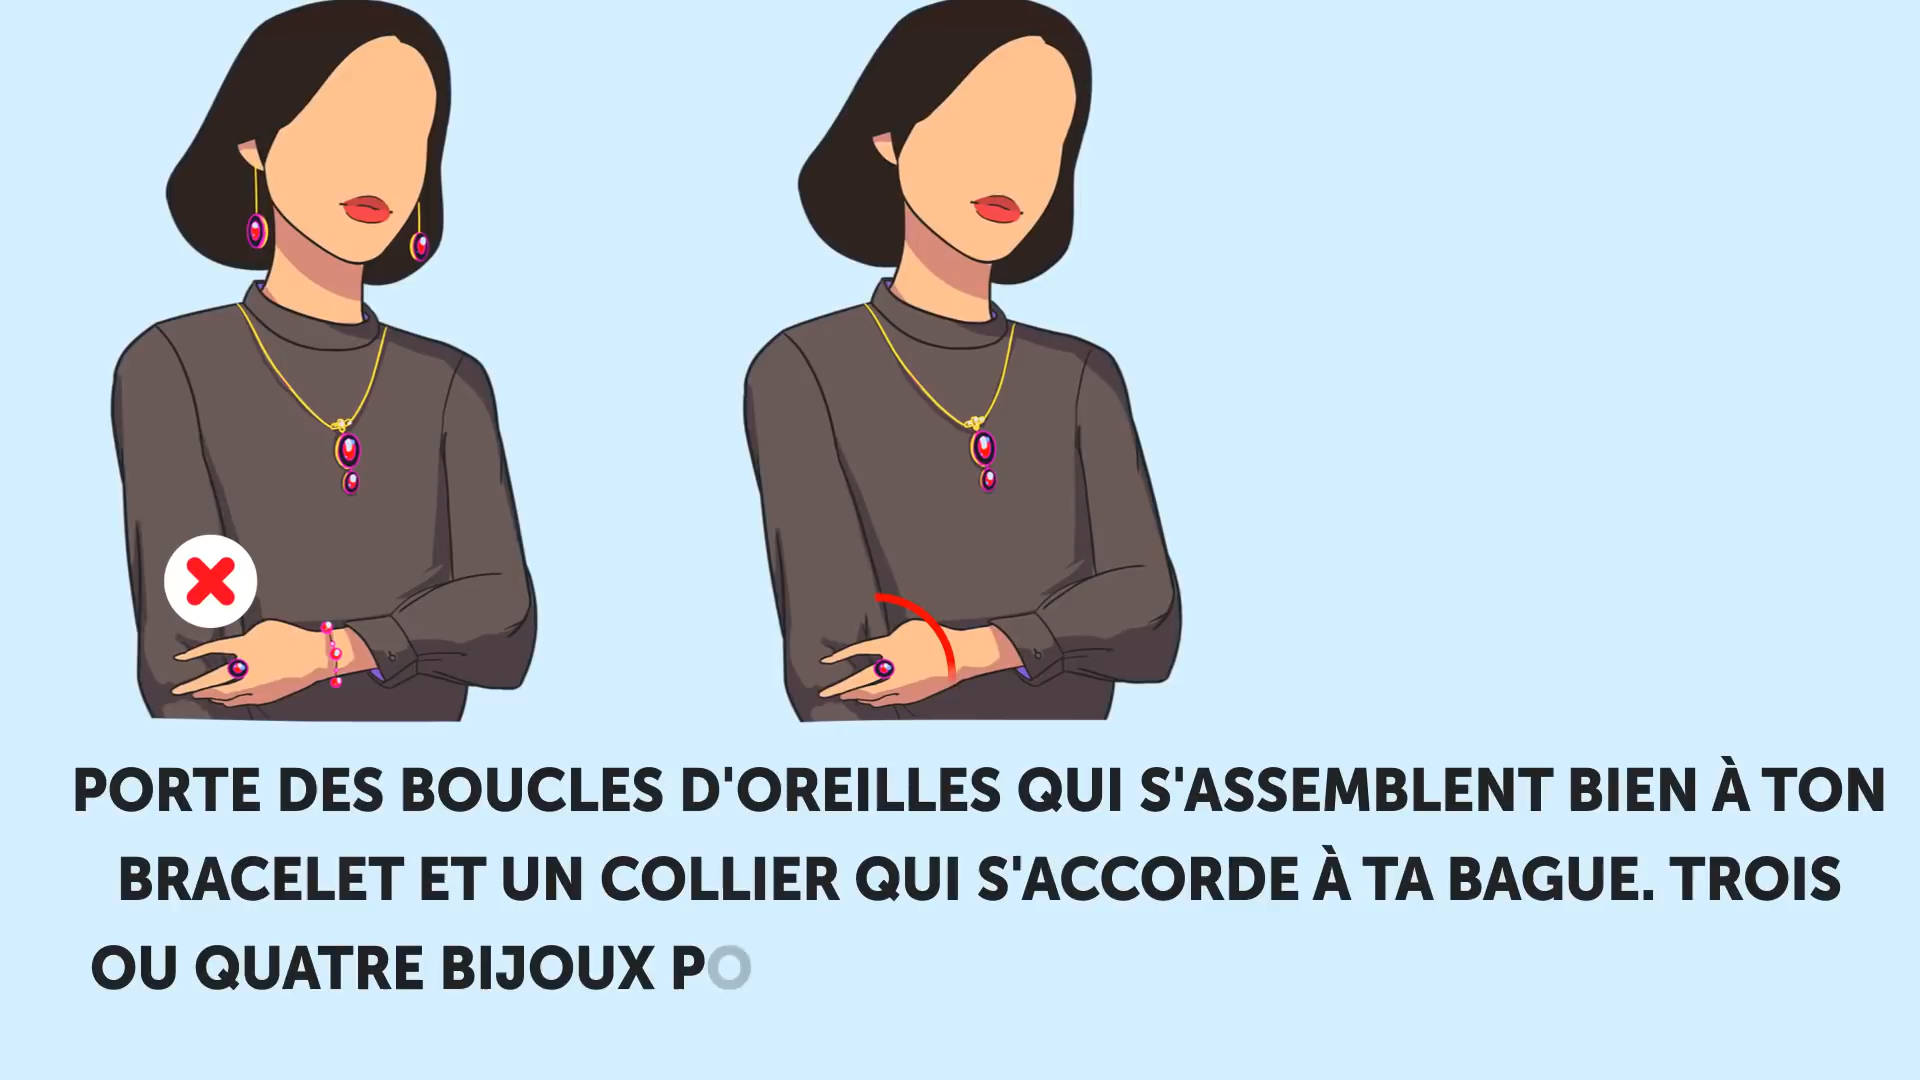 PORTE DES BOUCLES D'OREILLES QUI S'ASSEMBLENT BIEN À TON
BRACELET ET UN COLLIER QUI S'ACCORDE À TA BAGUE. TROIS
OU QUATRE BIJOUX PO